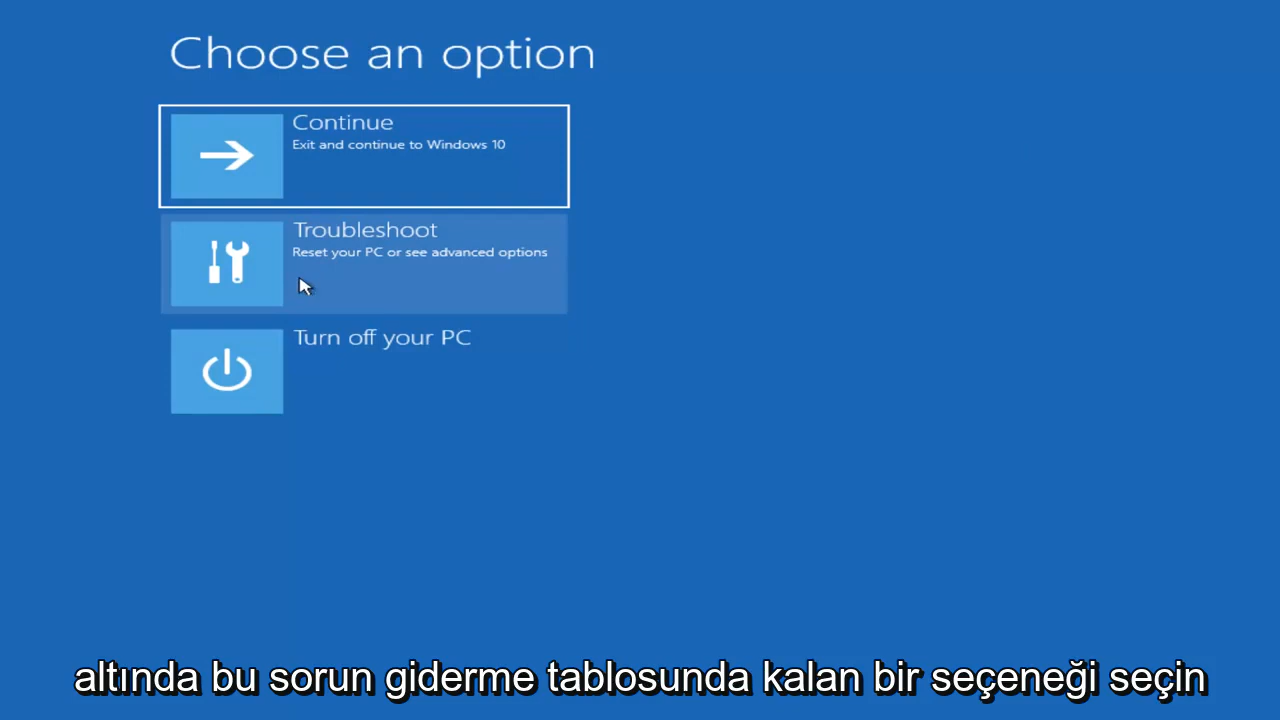 Choose an option
Continue
Exit and continue to Windows 10
Troubleshoot
Reset your PC or see advanced options
Turn off your PC
altında bu sorun giderme tablosunda kalan bir seçeneği seçin